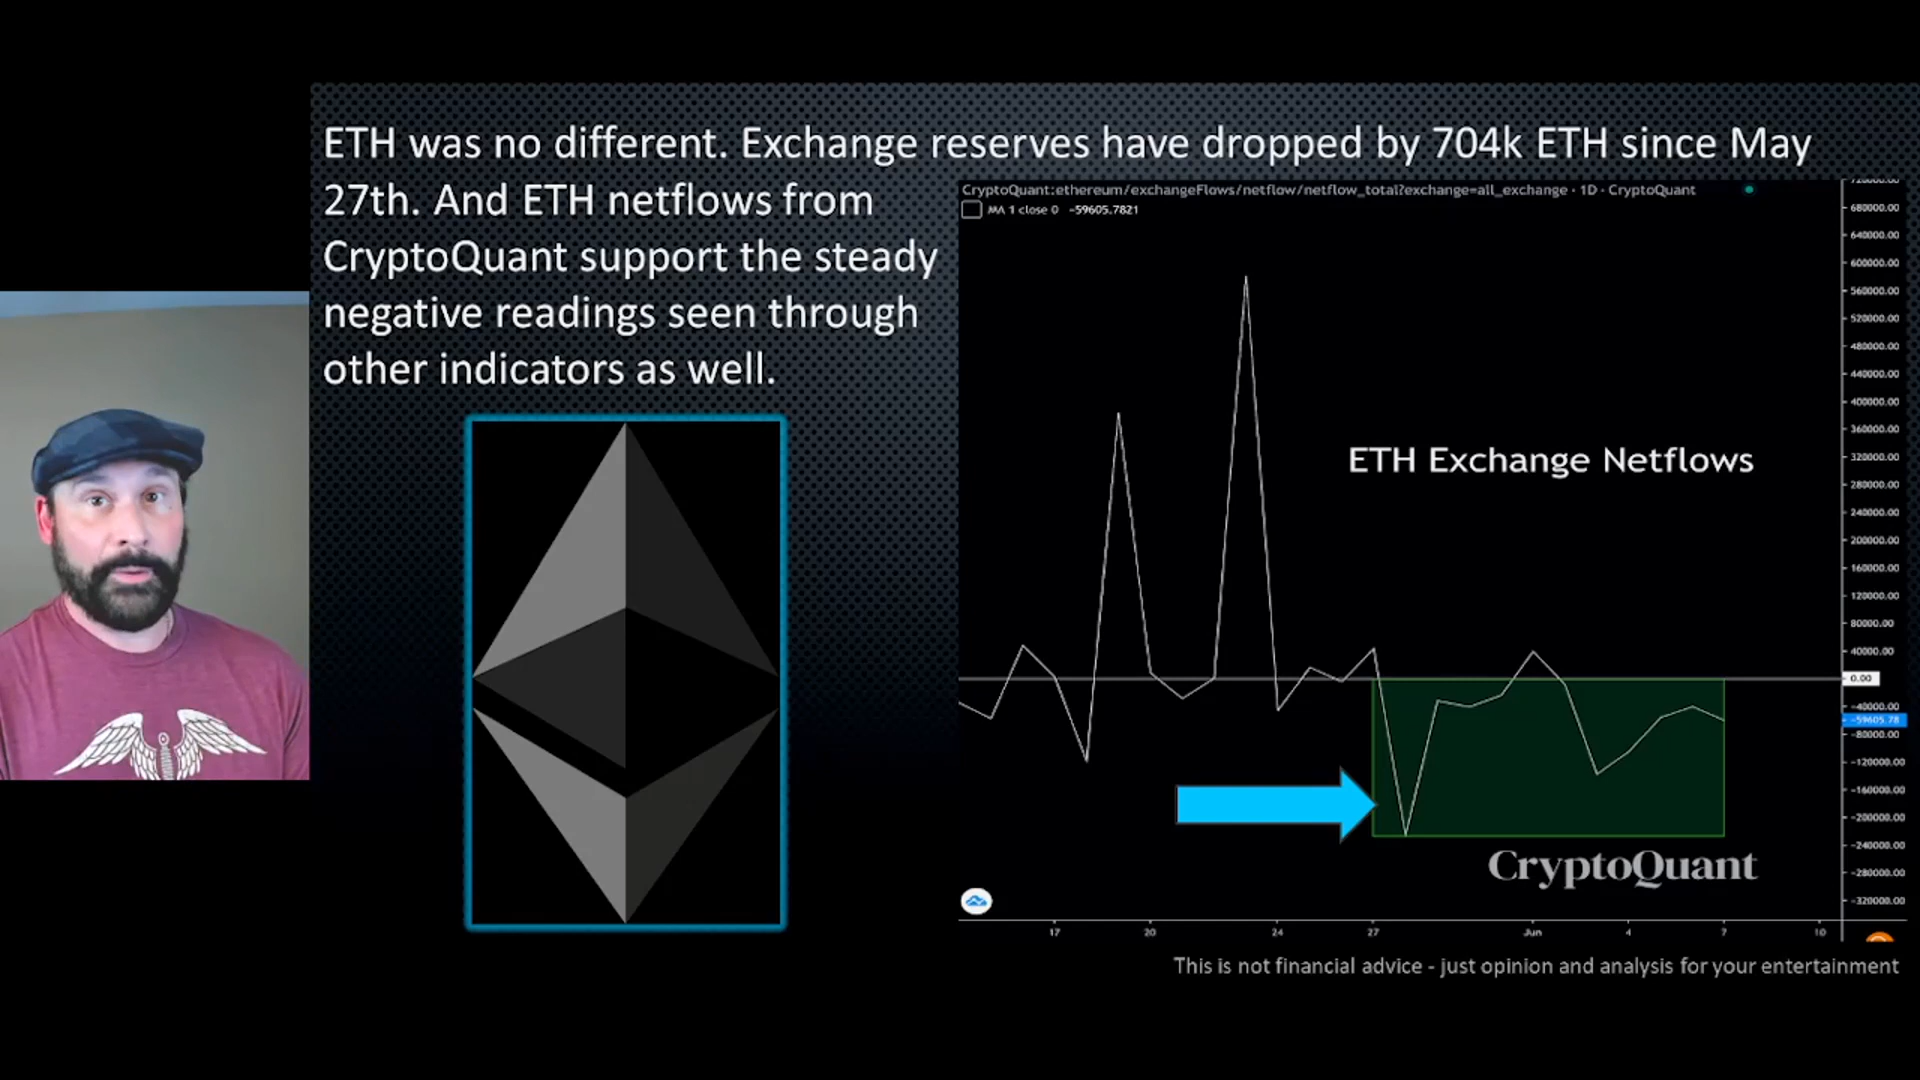 ETH was no different. Exchange reserves have dropped by 704k ETH since May
27th. And ETH netflows from
CryptoQuant support the steady
negative readings seen through
other indicators as well.
CryptoQuant:ethereum/exchangeFlows/netflow/netflow_total?exchange=all_exchange · 1D · CryptoQuant
MA 1 close 0 −59605.7821
ETH Exchange Netflows
720000.00
680000.00
640000.00
600000.00
560000.00
520000.00
480000.00
440000.00
400000.00
360000.00
320000.00
280000.00
240000.00
200000.00
160000.00
120000.00
80000.00
40000.00
0.00
−40000.00
−59605.78
−80000.00
−120000.00
−160000.00
−200000.00
−240000.00
−280000.00
−320000.00
CryptoQuant
17 20 24 27 Jun 4 7 10
This is not financial advice - just opinion and analysis for your entertainment